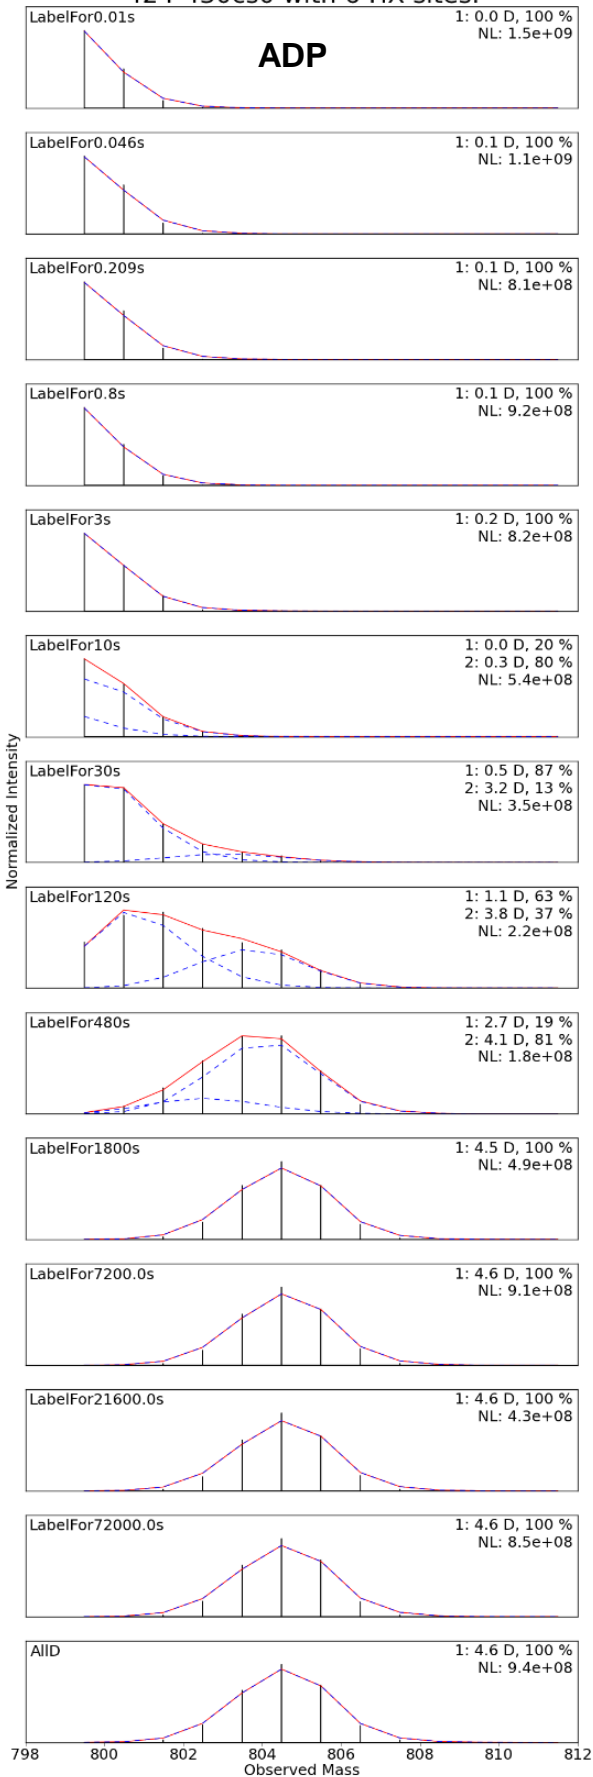 LabelFor0.01s
ADP
1: 0.0 D, 100 %
NL: 1.5e+09
LabelFor0.046s
1: 0.1 D, 100 %
NL: 1.1e+09
LabelFor0.209s
1: 0.1 D, 100 %
NL: 8.1e+08
LabelFor0.8s
1: 0.1 D, 100 %
NL: 9.2e+08
LabelFor3s
1: 0.2 D, 100 %
NL: 8.2e+08
LabelFor10s
1: 0.0 D, 20 %
2: 0.3 D, 80 %
NL: 5.4e+08
Normalized Intensity
LabelFor30s
1: 0.5 D, 87 %
2: 3.2 D, 13 %
NL: 3.5e+08
LabelFor120s
1: 1.1 D, 63 %
2: 3.8 D, 37 %
NL: 2.2e+08
LabelFor480s
1: 2.7 D, 19 %
2: 4.1 D, 81 %
NL: 1.8e+08
LabelFor1800s
1: 4.5 D, 100 %
NL: 4.9e+08
LabelFor7200.0s
1: 4.6 D, 100 %
NL: 9.1e+08
LabelFor21600.0s
1: 4.6 D, 100 %
NL: 4.3e+08
LabelFor72000.0s
1: 4.6 D, 100 %
NL: 8.5e+08
AllD
1: 4.6 D, 100 %
NL: 9.4e+08
798 800 802 804 806 808 810 812
Observed Mass